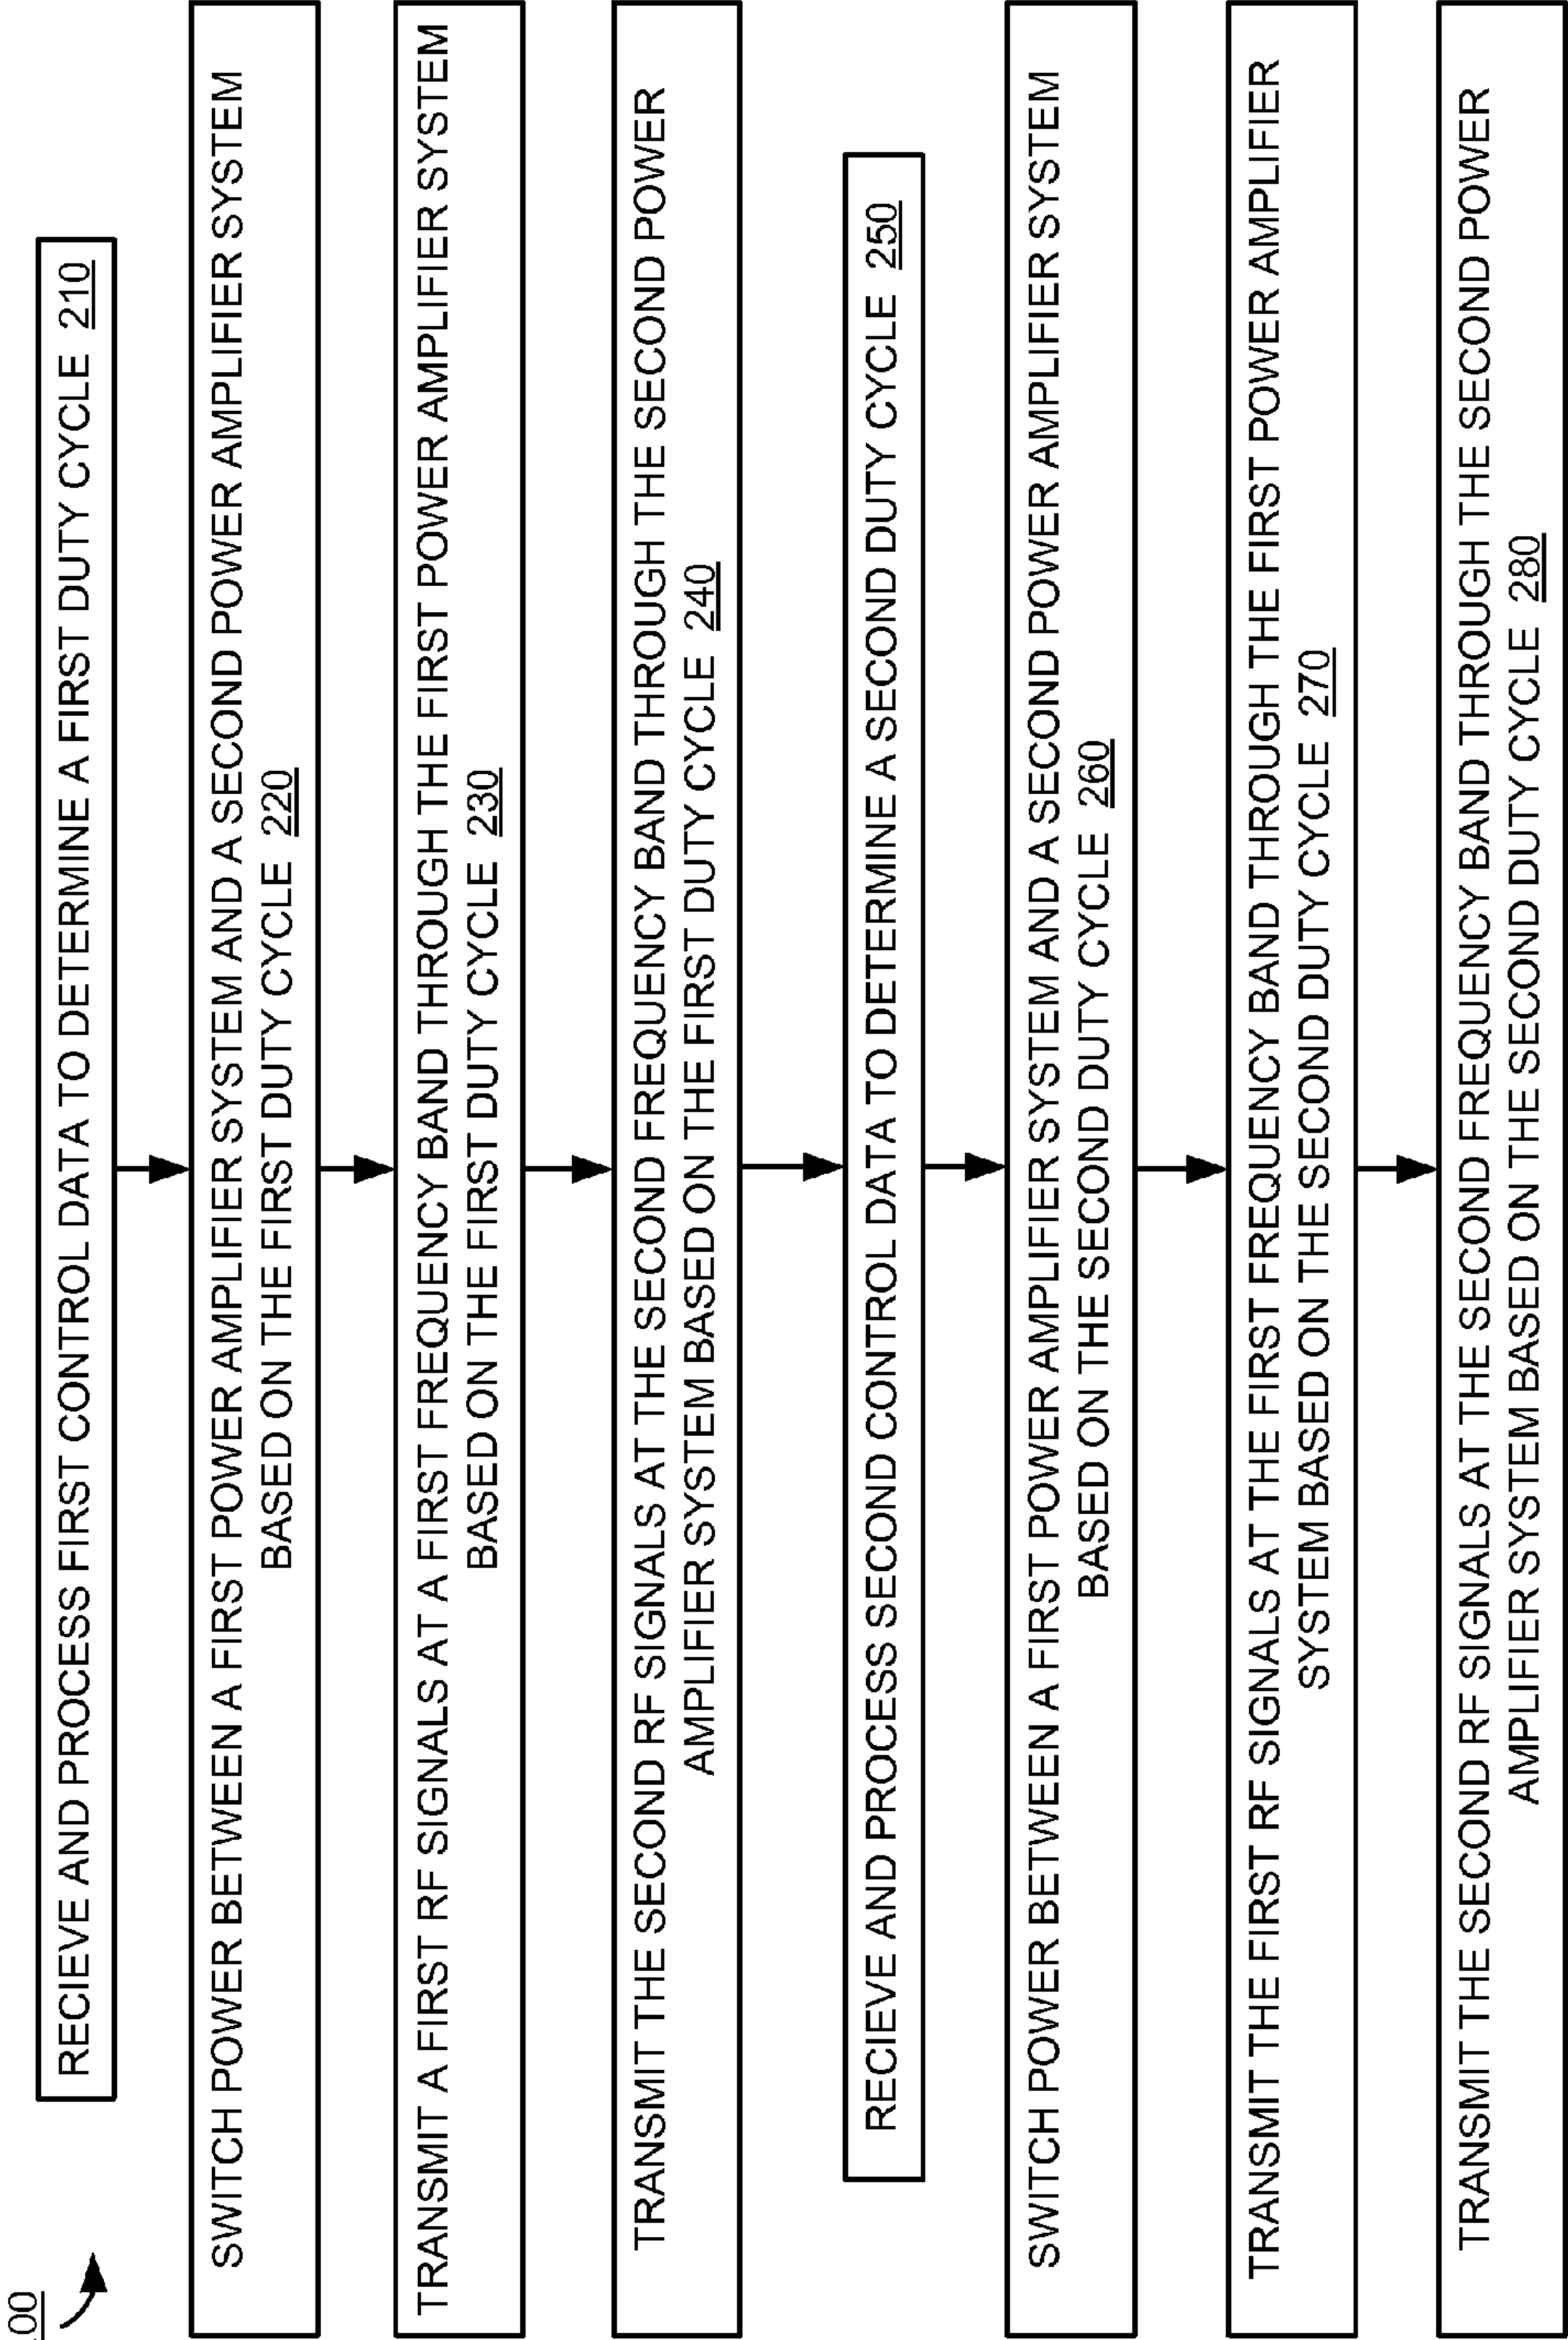 00
RECIEVE AND PROCESS FIRST CONTROL DATA TO DETERMINE A FIRST DUTY CYCLE 210
SWITCH POWER BETWEEN A FIRST POWER AMPLIFIER SYSTEM AND A SECOND POWER AMPLIFIER SYSTEM
BASED ON THE FIRST DUTY CYCLE 220
TRANSMIT A FIRST RF SIGNALS AT A FIRST FREQUENCY BAND THROUGH THE FIRST POWER AMPLIFIER SYSTEM
BASED ON THE FIRST DUTY CYCLE 230
TRANSMIT THE SECOND RF SIGNALS AT THE SECOND FREQUENCY BAND THROUGH THE SECOND POWER
AMPLIFIER SYSTEM BASED ON THE FIRST DUTY CYCLE 240
RECIEVE AND PROCESS SECOND CONTROL DATA TO DETERMINE A SECOND DUTY CYCLE 250
SWITCH POWER BETWEEN A FIRST POWER AMPLIFIER SYSTEM AND A SECOND POWER AMPLIFIER SYSTEM
BASED ON THE SECOND DUTY CYCLE 260
TRANSMIT THE FIRST RF SIGNALS AT THE FIRST FREQUENCY BAND THROUGH THE FIRST POWER AMPLIFIER
SYSTEM BASED ON THE SECOND DUTY CYCLE 270
TRANSMIT THE SECOND RF SIGNALS AT THE SECOND FREQUENCY BAND THROUGH THE SECOND POWER
AMPLIFIER SYSTEM BASED ON THE SECOND DUTY CYCLE 280